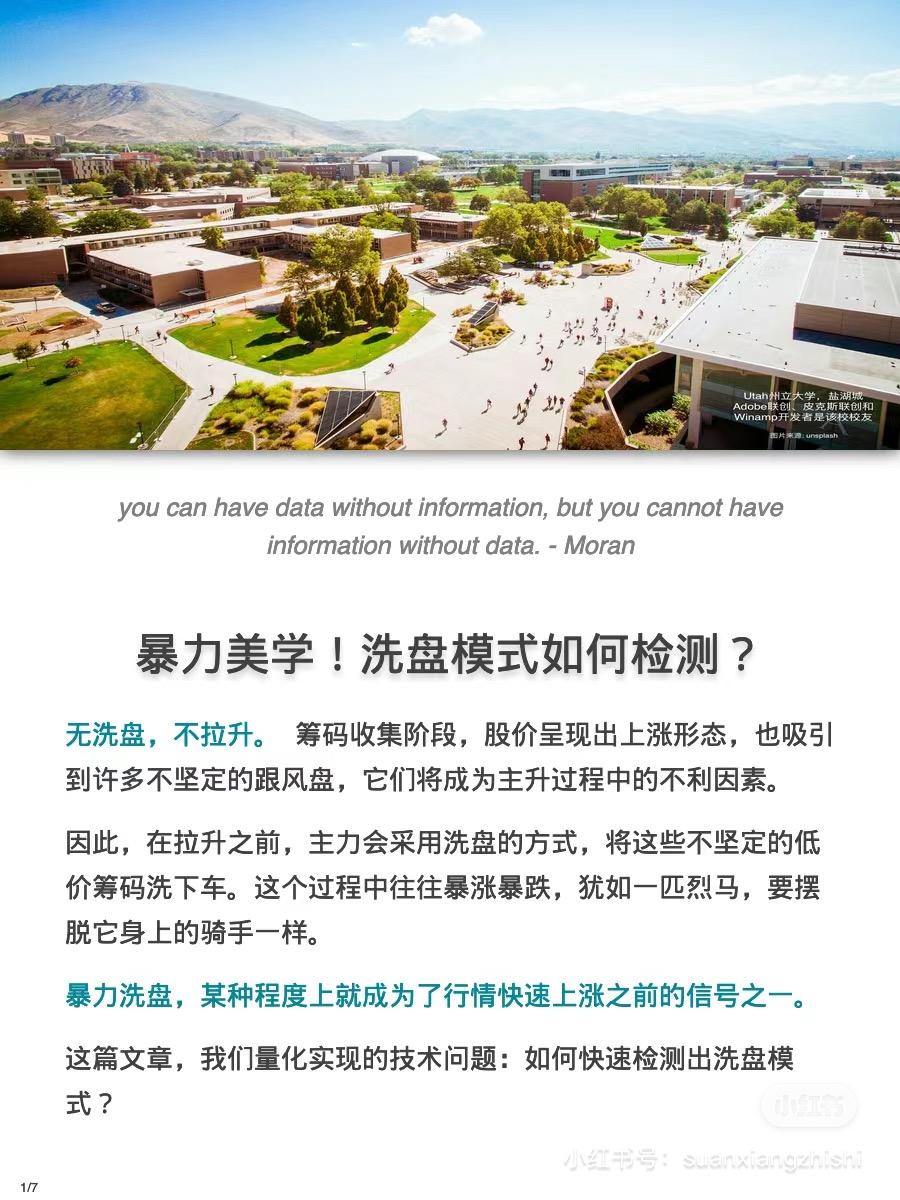 Utah州立大学，盐湖城
Adobe联创、皮克斯联创和
Winamp开发者是该校校友
图片来源: unsplash
you can have data without information, but you cannot have
information without data. - Moran
暴力美学！洗盘模式如何检测？
无洗盘，不拉升。 筹码收集阶段，股价呈现出上涨形态，也吸引
到许多不坚定的跟风盘，它们将成为主升过程中的不利因素。
因此，在拉升之前，主力会采用洗盘的方式，将这些不坚定的低
价筹码洗下车。这个过程中往往暴涨暴跌，犹如一匹烈马，要摆
脱它身上的骑手一样。
暴力洗盘，某种程度上就成为了行情快速上涨之前的信号之一。
这篇文章，我们量化实现的技术问题：如何快速检测出洗盘模
式？
小红书
小红书号：suanxiangzhishi
1/7